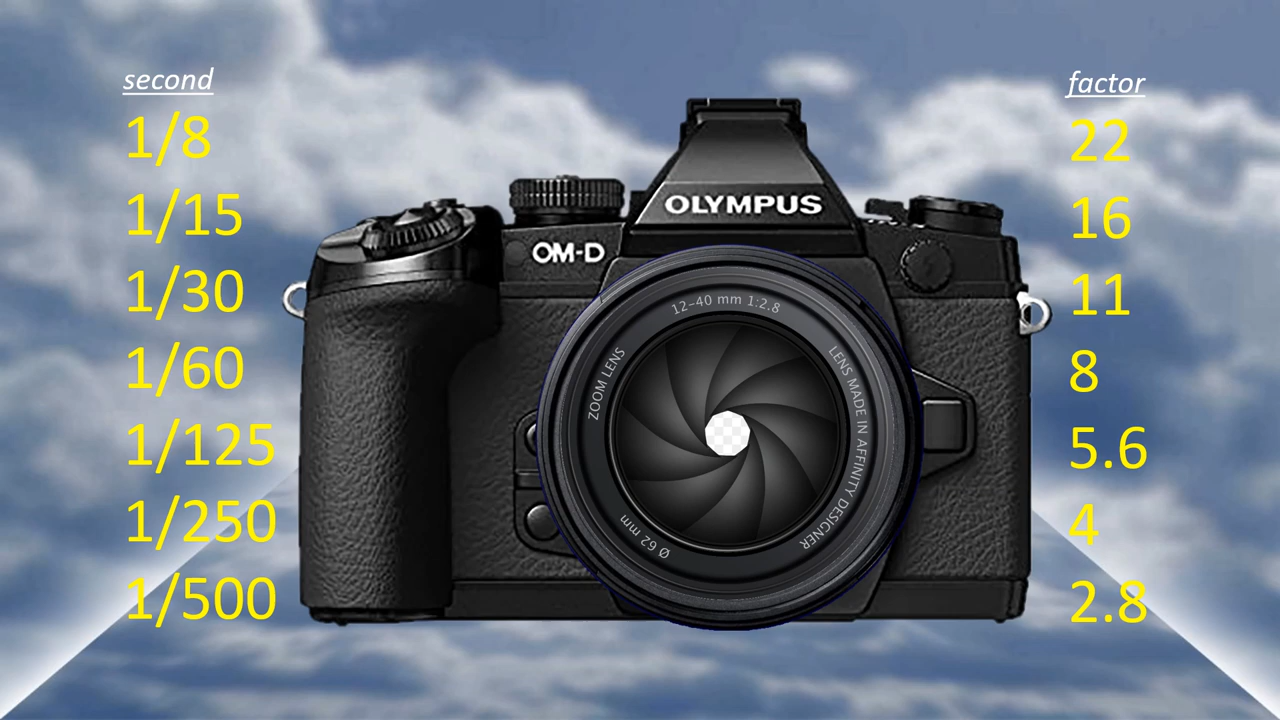 second
1/8
1/15
1/30
1/60
1/125
1/250
1/500
OLYMPUS
OM-D
12-40 mm 1:2.8
ZOOM LENS
LENS MADE IN AFFINITY DESIGNER
Ø 62 mm
factor
22
16
11
8
5.6
4
2.8